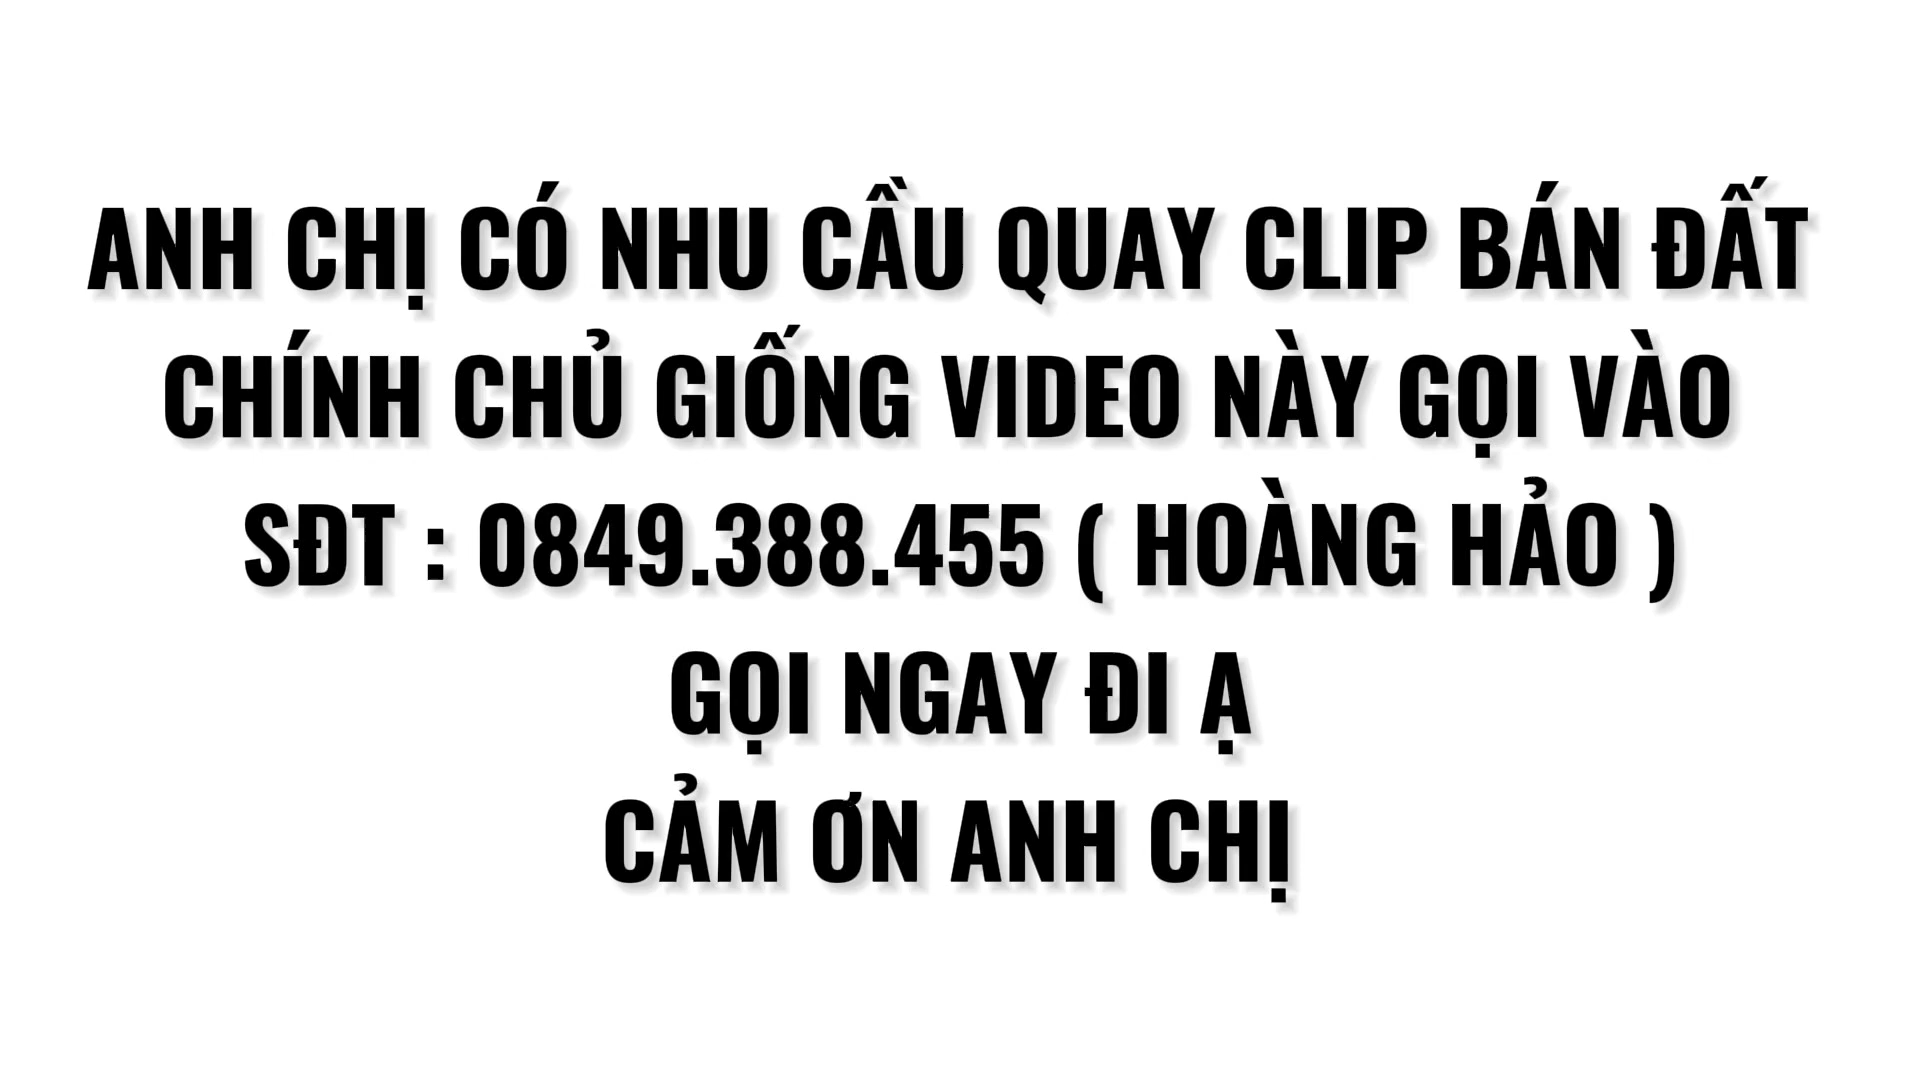 ANH CHỊ CÓ NHU CẦU QUAY CLIP BÁN ĐẤT
CHÍNH CHỦ GIỐNG VIDEO NÀY GỌI VÀO
SĐT : 0849.388.455 ( HOÀNG HẢO )
GỌI NGAY ĐI Ạ
CẢM ƠN ANH CHỊ